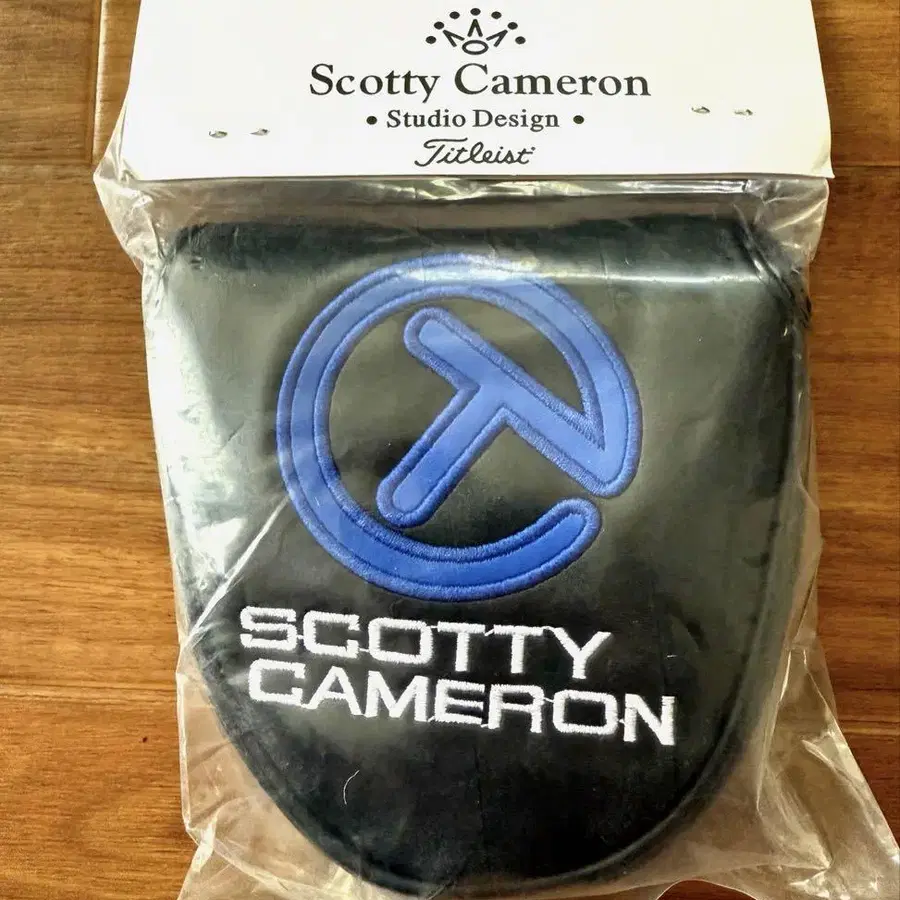 Scotty Cameron
• Studio Design •
Titleist
SCOTTY
CAMERON